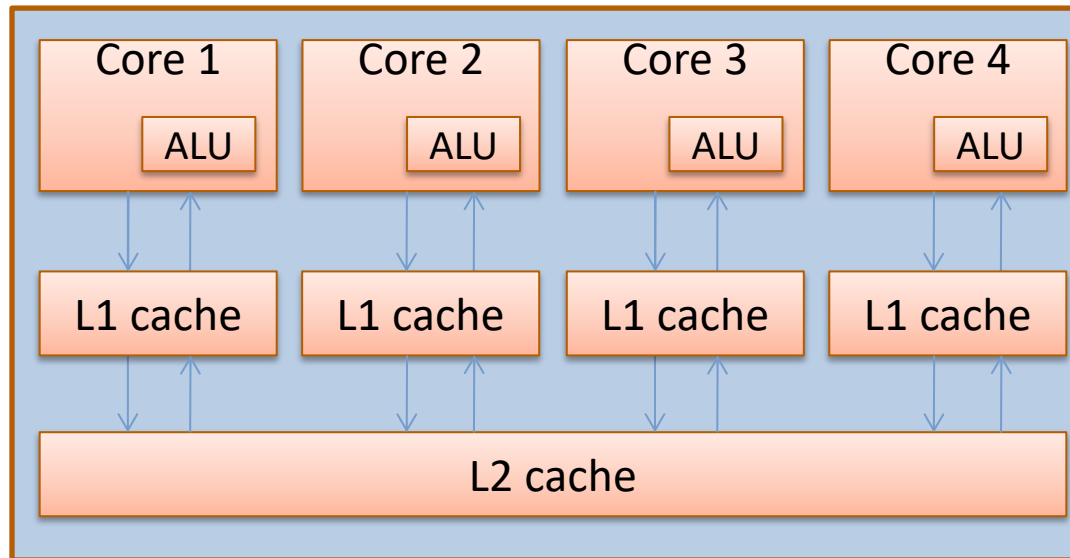 Core 1
Core 2
Core 3
Core 4
ALU
ALU
ALU
ALU
L1 cache
L1 cache
L1 cache
L1 cache
L2 cache